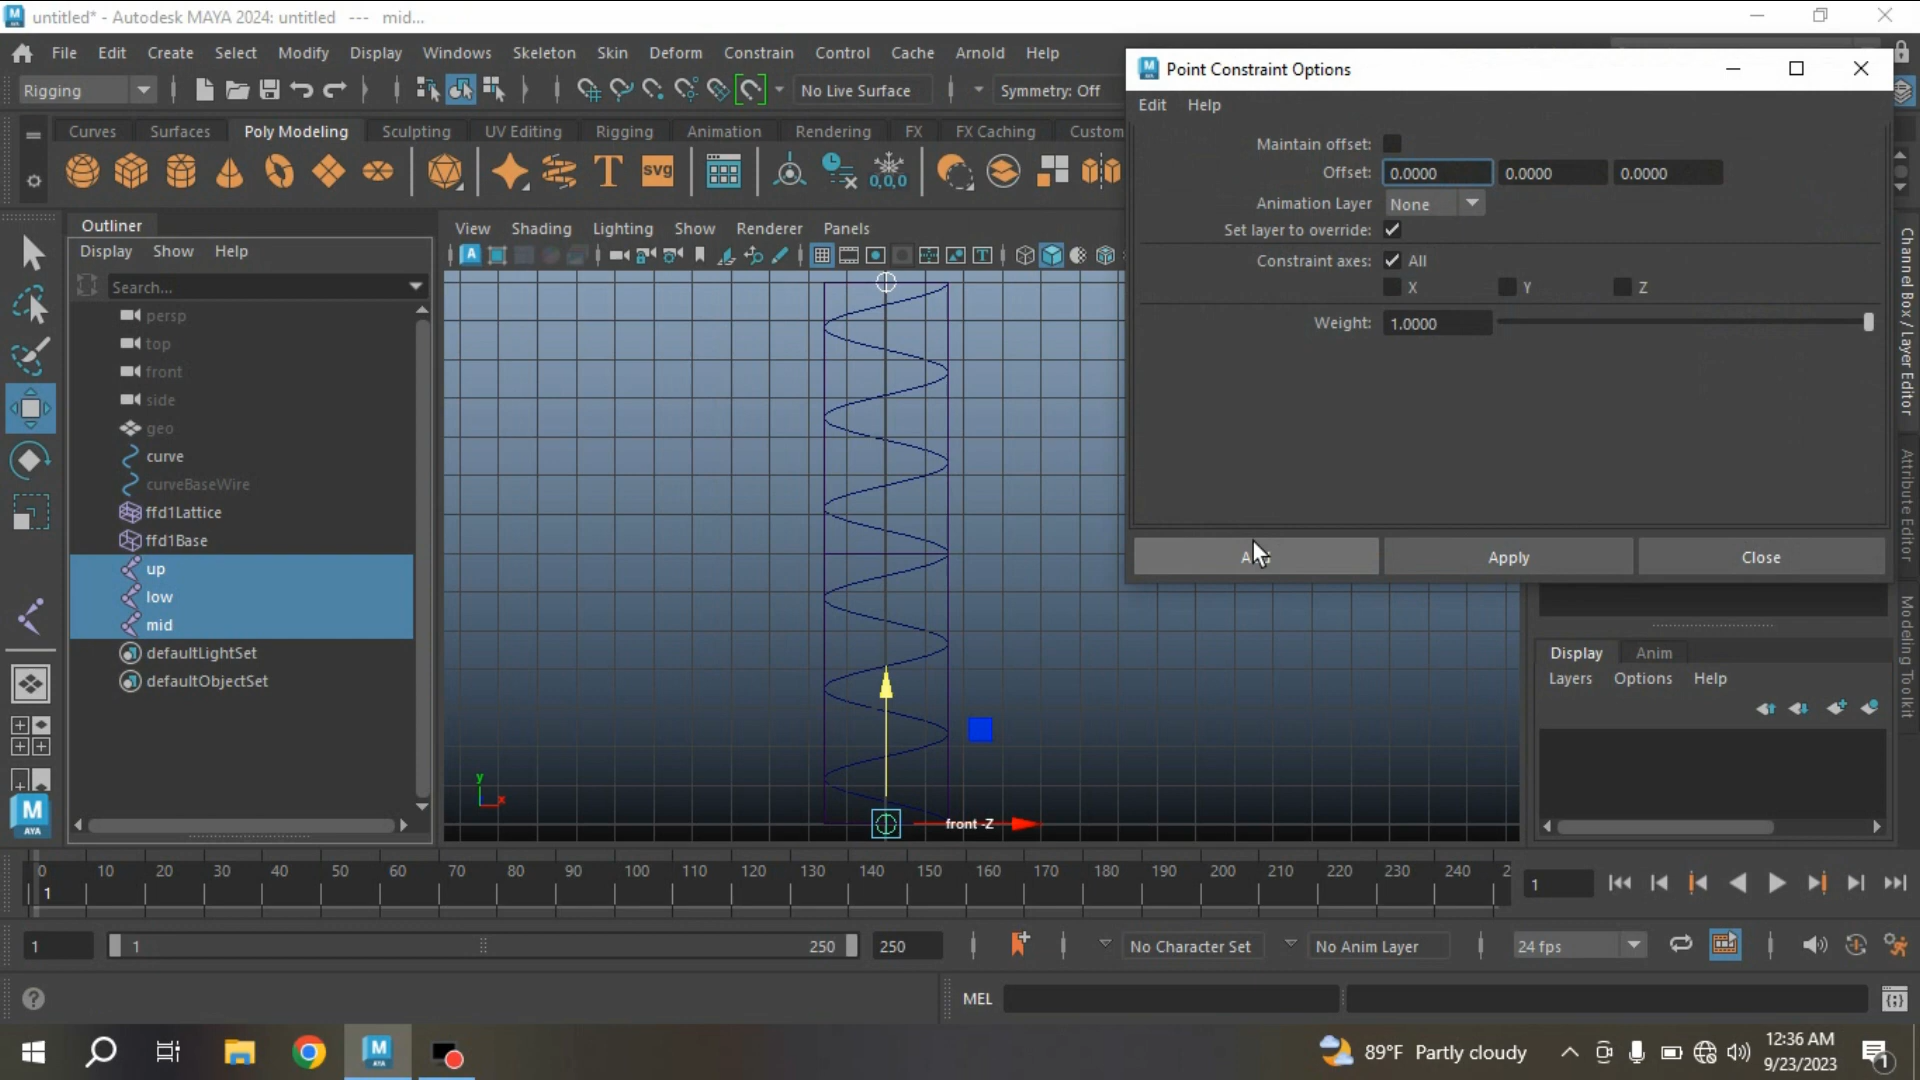 untitled* - Autodesk MAYA 2024: untitled --- mid...
File Edit Create Select Modify Display Windows Skeleton Skin Deform Constrain Control Cache Arnold Help
Rigging
No Live Surface
Symmetry: Off
Curves Surfaces Poly Modeling Sculpting UV Editing Rigging Animation Rendering FX FX Caching Custom
T
SVG
0,0,0
Outliner
Display Show Help
Search...
persp
top
front
side
geo
curve
curveBaseWire
ffd1Lattice
ffd1Base
up
low
mid
defaultLightSet
defaultObjectSet
View Shading Lighting Show Renderer Panels
y
x
front -Z
Point Constraint Options
Edit Help
Maintain offset:
Offset: 0.0000 0.0000 0.0000
Animation Layer None
Set layer to override:
Constraint axes: All
X Y Z
Weight: 1.0000
Apply
Close
Channel Box / Layer Editor
Attribute Editor
Modeling Toolkit
Display Anim
Layers Options Help
M
AYA
0 10 20 30 40 50 60 70 80 90 100 110 120 130 140 150 160 170 180 190 200 210 220 230 240 2
1
1
1
1
250
250
No Character Set
No Anim Layer
24 fps
MEL
89°F Partly cloudy
12:36 AM
9/23/2023
1